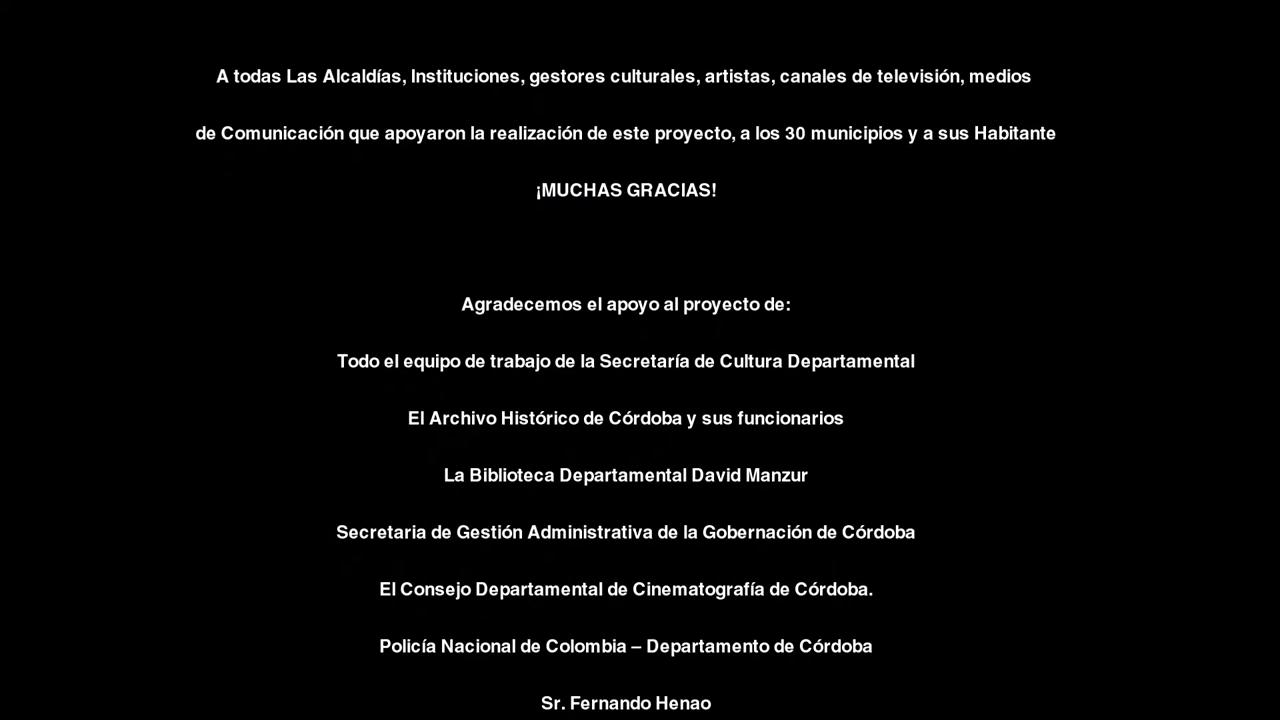 A todas Las Alcaldías, Instituciones, gestores culturales, artistas, canales de televisión, medios
de Comunicación que apoyaron la realización de este proyecto, a los 30 municipios y a sus Habitante
¡MUCHAS GRACIAS!
Agradecemos el apoyo al proyecto de:
Todo el equipo de trabajo de la Secretaría de Cultura Departamental
El Archivo Histórico de Córdoba y sus funcionarios
La Biblioteca Departamental David Manzur
Secretaria de Gestión Administrativa de la Gobernación de Córdoba
El Consejo Departamental de Cinematografía de Córdoba.
Policía Nacional de Colombia – Departamento de Córdoba
Sr. Fernando Henao